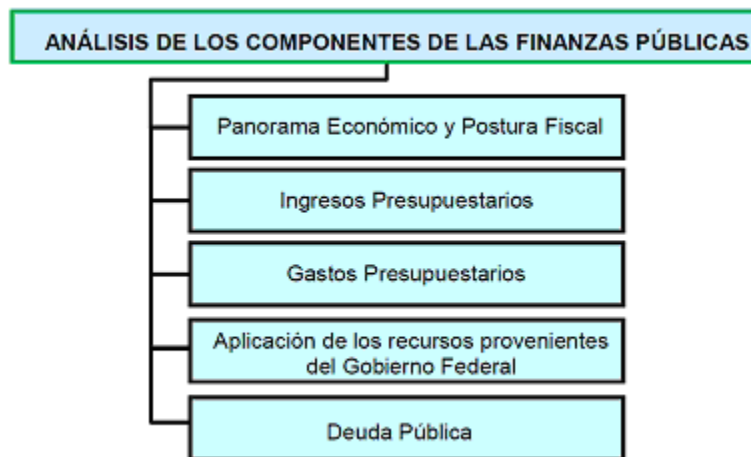 ANÁLISIS DE LOS COMPONENTES DE LAS FINANZAS PÚBLICAS
Panorama Económico y Postura Fiscal
Ingresos Presupuestarios
Gastos Presupuestarios
Aplicación de los recursos provenientes
del Gobierno Federal
Deuda Pública